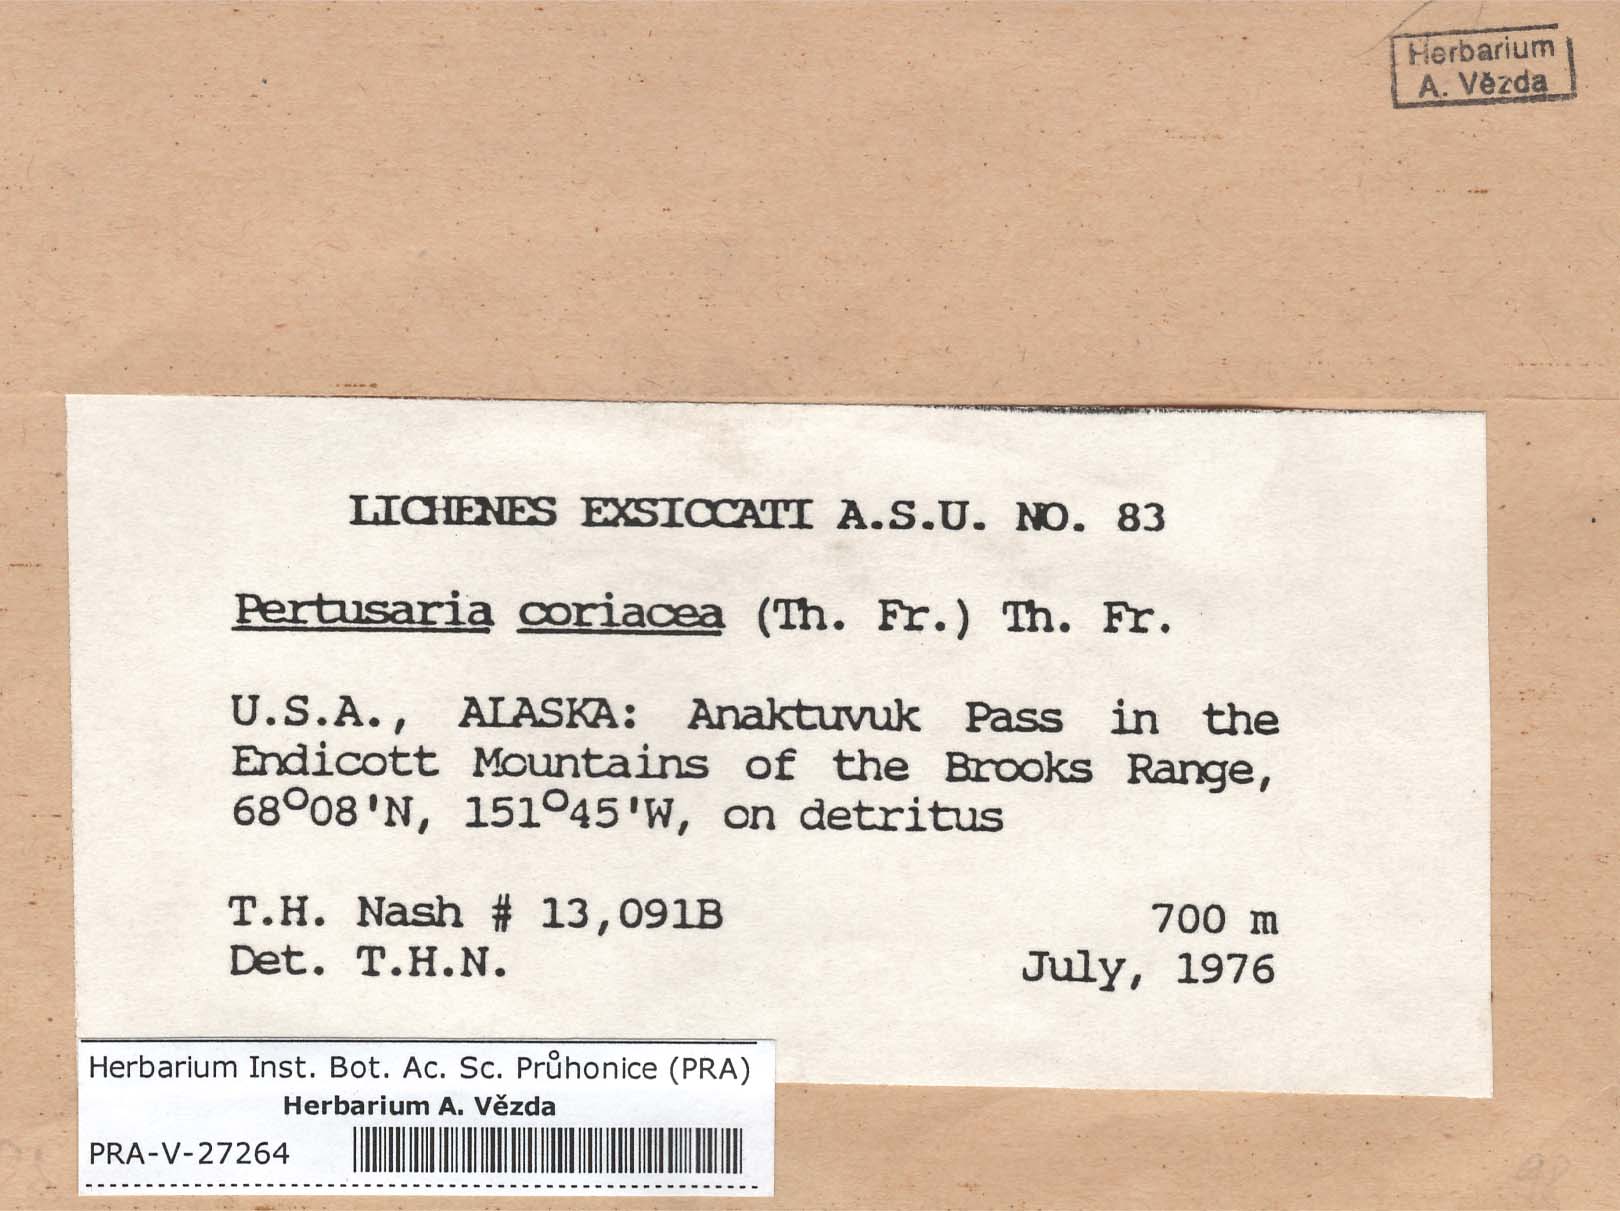 Herbarium
A. Vězda
LICHENES EXSICCATI A.S.U. NO. 83
Pertusaria coriacea (Th. Fr.) Th. Fr.
U.S.A., ALASKA: Anaktuvuk Pass in the
Endicott Mountains of the Brooks Range,
68°08'N, 151°45'W, on detritus
T.H. Nash # 13,091B 700 m
Det. T.H.N. July, 1976
Herbarium Inst. Bot. Ac. Sc. Průhonice (PRA)
Herbarium A. Vězda
PRA-V-27264